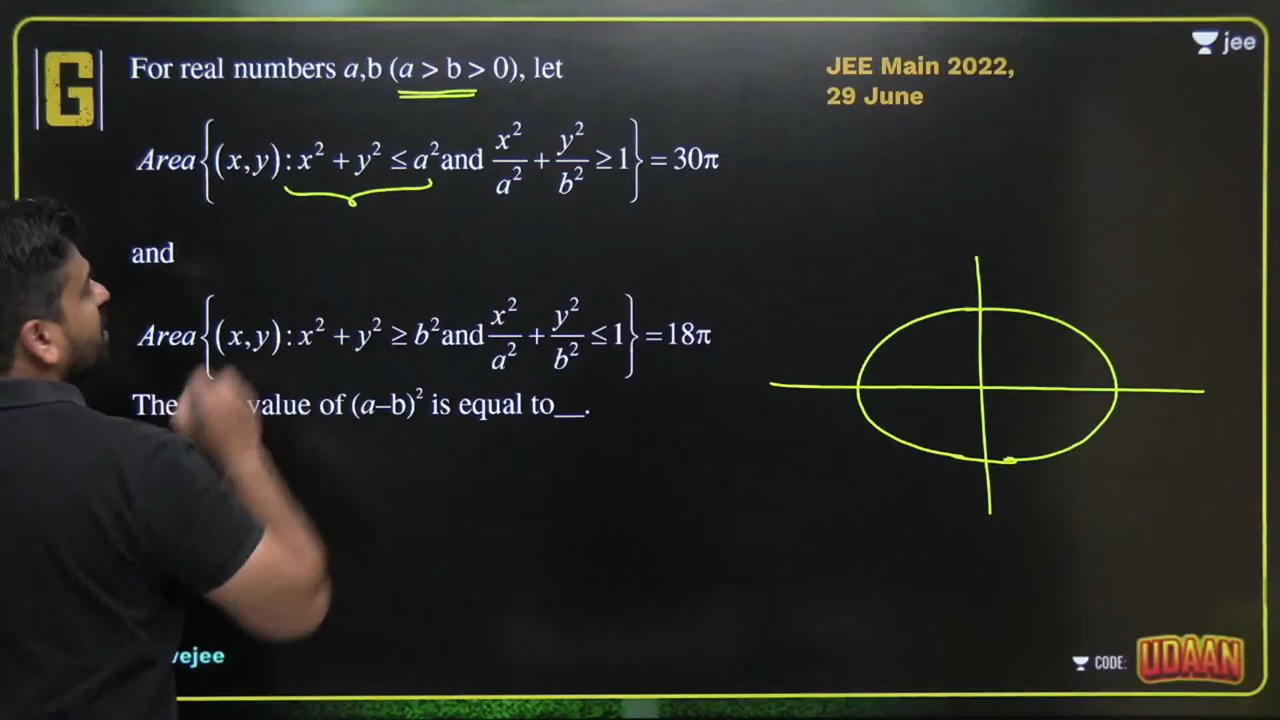 G
For real numbers a,b (a > b > 0), let
JEE Main 2022,
29 June
jee
Area {(x,y) : x² + y² ≤ a² and x²/a² + y²/b² ≥ 1} = 30π
and
Area {(x,y) : x² + y² ≥ b² and x²/a² + y²/b² ≤ 1} = 18π
The value of (a–b)² is equal to__.
vejee
CODE: UDAAN